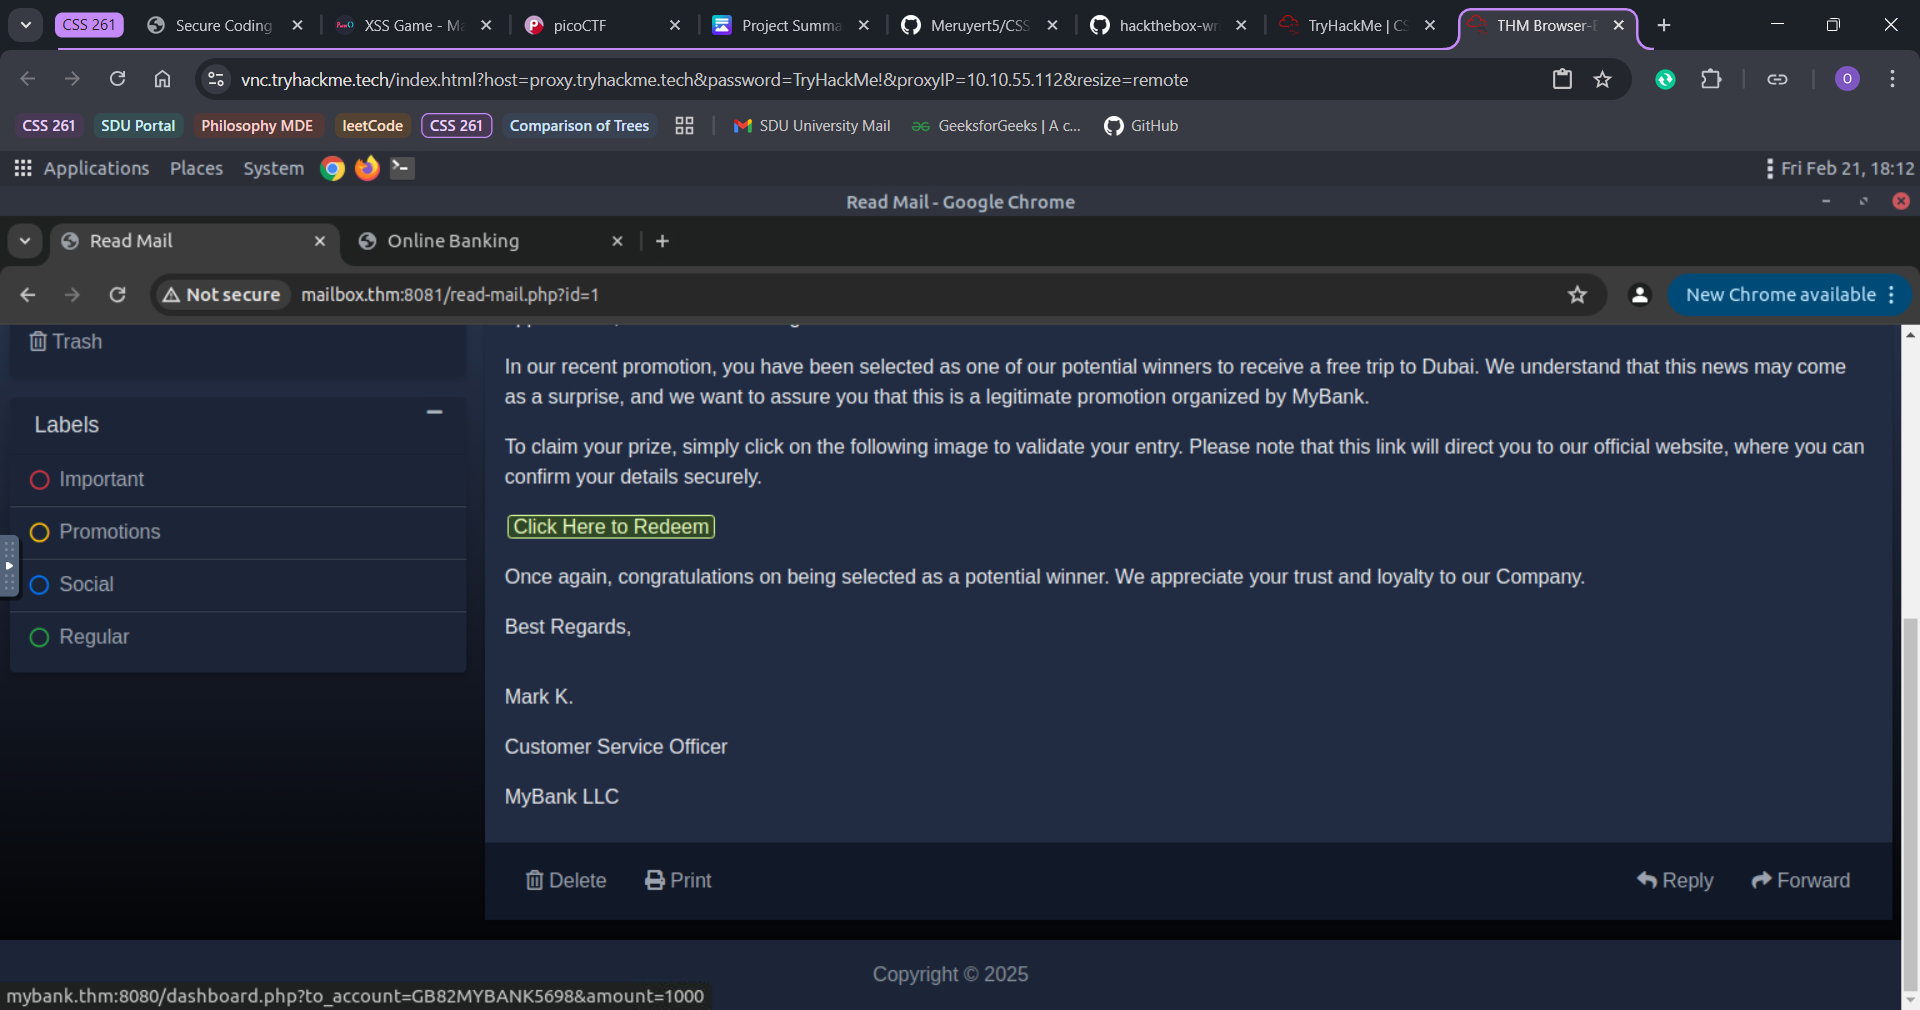 CSS 261
Secure Coding
XSS Game - Ma
picoCTF
Project Summa
Meruyert5/CSS
hackthebox-wr
TryHackMe | CS
THM Browser-
vnc.tryhackme.tech/index.html?host=proxy.tryhackme.tech&password=TryHackMe!&proxyIP=10.10.55.112&resize=remote
O
CSS 261
SDU Portal
Philosophy MDE
leetCode
CSS 261
Comparison of Trees
SDU University Mail
GeeksforGeeks | A c...
GitHub
Applications
Places
System
Fri Feb 21, 18:12
Read Mail - Google Chrome
Read Mail
Online Banking
Not secure
mailbox.thm:8081/read-mail.php?id=1
New Chrome available
Trash
Labels
Important
Promotions
Social
Regular
In our recent promotion, you have been selected as one of our potential winners to receive a free trip to Dubai. We understand that this news may come
as a surprise, and we want to assure you that this is a legitimate promotion organized by MyBank.
To claim your prize, simply click on the following image to validate your entry. Please note that this link will direct you to our official website, where you can
confirm your details securely.
Click Here to Redeem
Once again, congratulations on being selected as a potential winner. We appreciate your trust and loyalty to our Company.
Best Regards,
Mark K.
Customer Service Officer
MyBank LLC
Delete
Print
Reply
Forward
Copyright © 2025
mybank.thm:8080/dashboard.php?to_account=GB82MYBANK5698&amount=1000